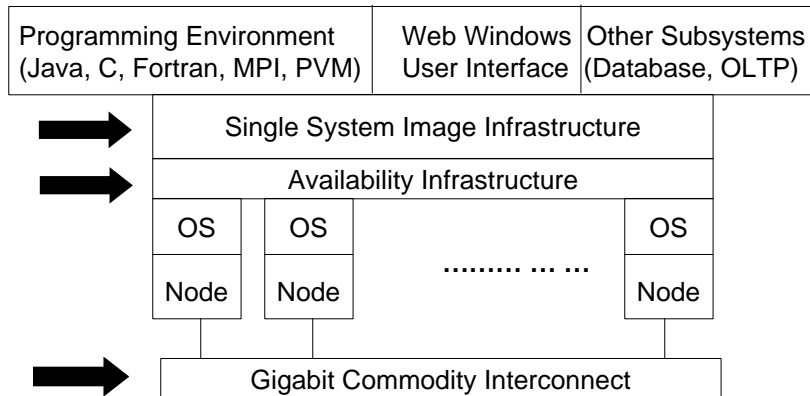 Programming Environment
(Java, C, Fortran, MPI, PVM)
Web Windows
User Interface
Other Subsystems
(Database, OLTP)
Single System Image Infrastructure
Availability Infrastructure
OS
OS
......... ... ...
OS
Node
Node
Node
Gigabit Commodity Interconnect